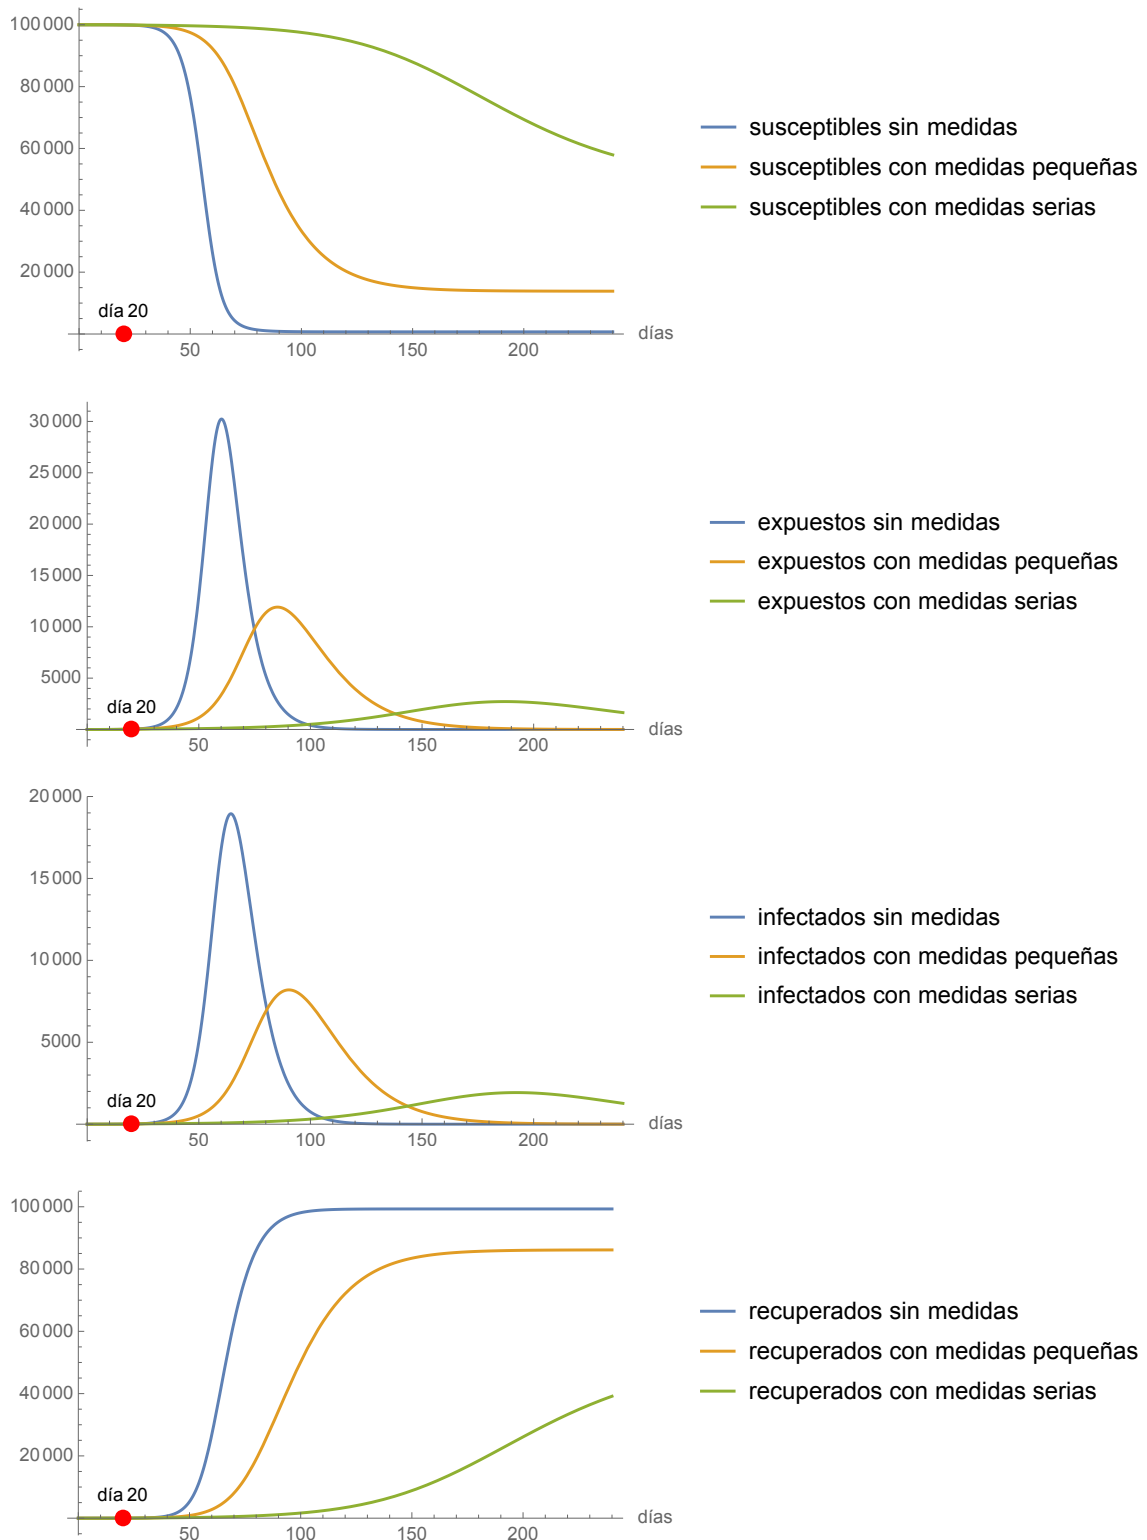 100 000
80 000
60 000
40 000
20 000
día 20
50
100
150
200
días
susceptibles sin medidas
susceptibles con medidas pequeñas
susceptibles con medidas serias
30 000
25 000
20 000
15 000
10 000
5000
día 20
50
100
150
200
días
expuestos sin medidas
expuestos con medidas pequeñas
expuestos con medidas serias
20 000
15 000
10 000
5000
día 20
50
100
150
200
días
infectados sin medidas
infectados con medidas pequeñas
infectados con medidas serias
100 000
80 000
60 000
40 000
20 000
día 20
50
100
150
200
días
recuperados sin medidas
recuperados con medidas pequeñas
recuperados con medidas serias